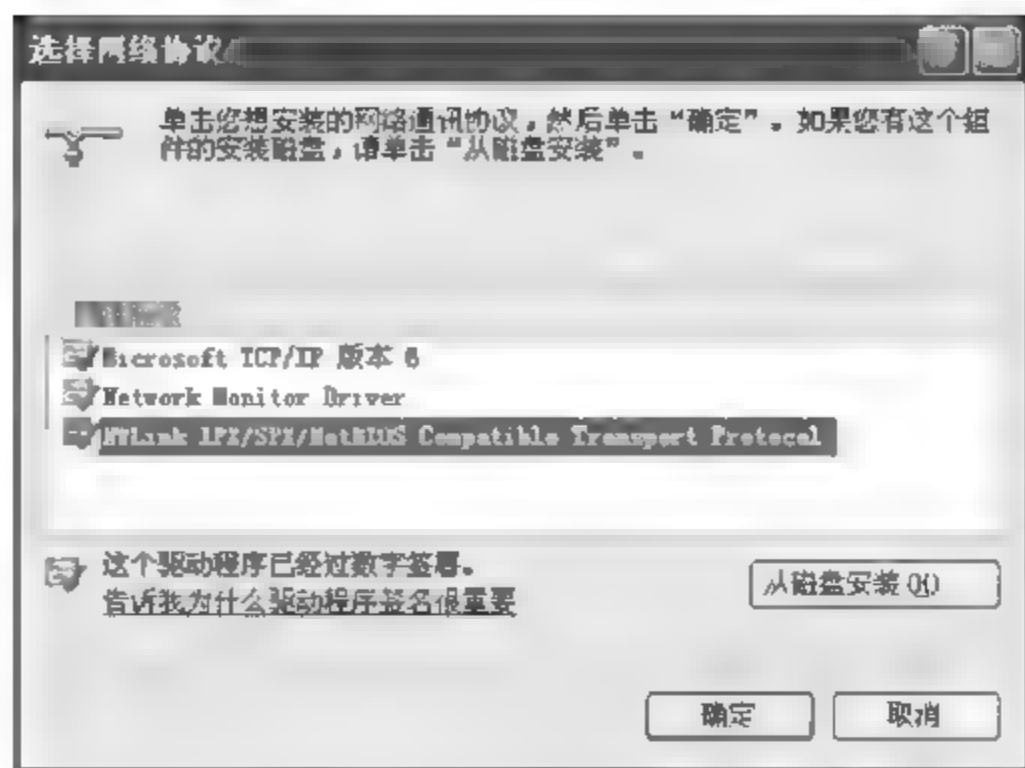 选择网络协议
单击您想安装的网络通讯协议，然后单击“确定”。如果您有这个组
件的安装磁盘，请单击“从磁盘安装”。
网络协议
Microsoft TCP/IP 版本 6
Network Monitor Driver
NWLink IPX/SPX/NetBIOS Compatible Transport Protocol
这个驱动程序已经过数字签署。
告诉我为什么驱动程序签名很重要
从磁盘安装(H)
确定
取消